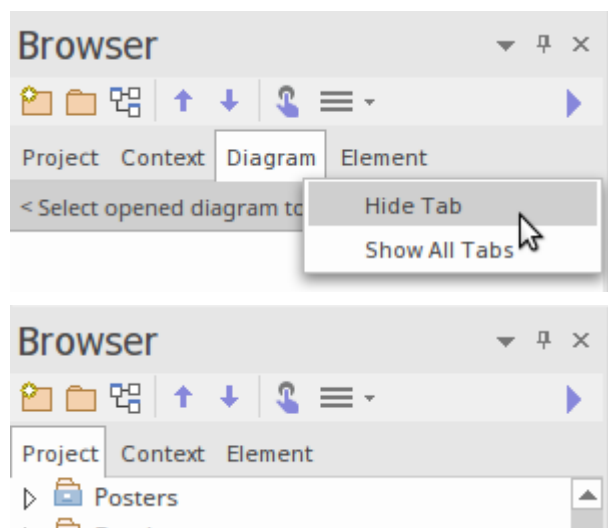 Browser
Project Context Diagram Element
< Select opened diagram to
Hide Tab
Show All Tabs
Browser
Project Context Element
Posters